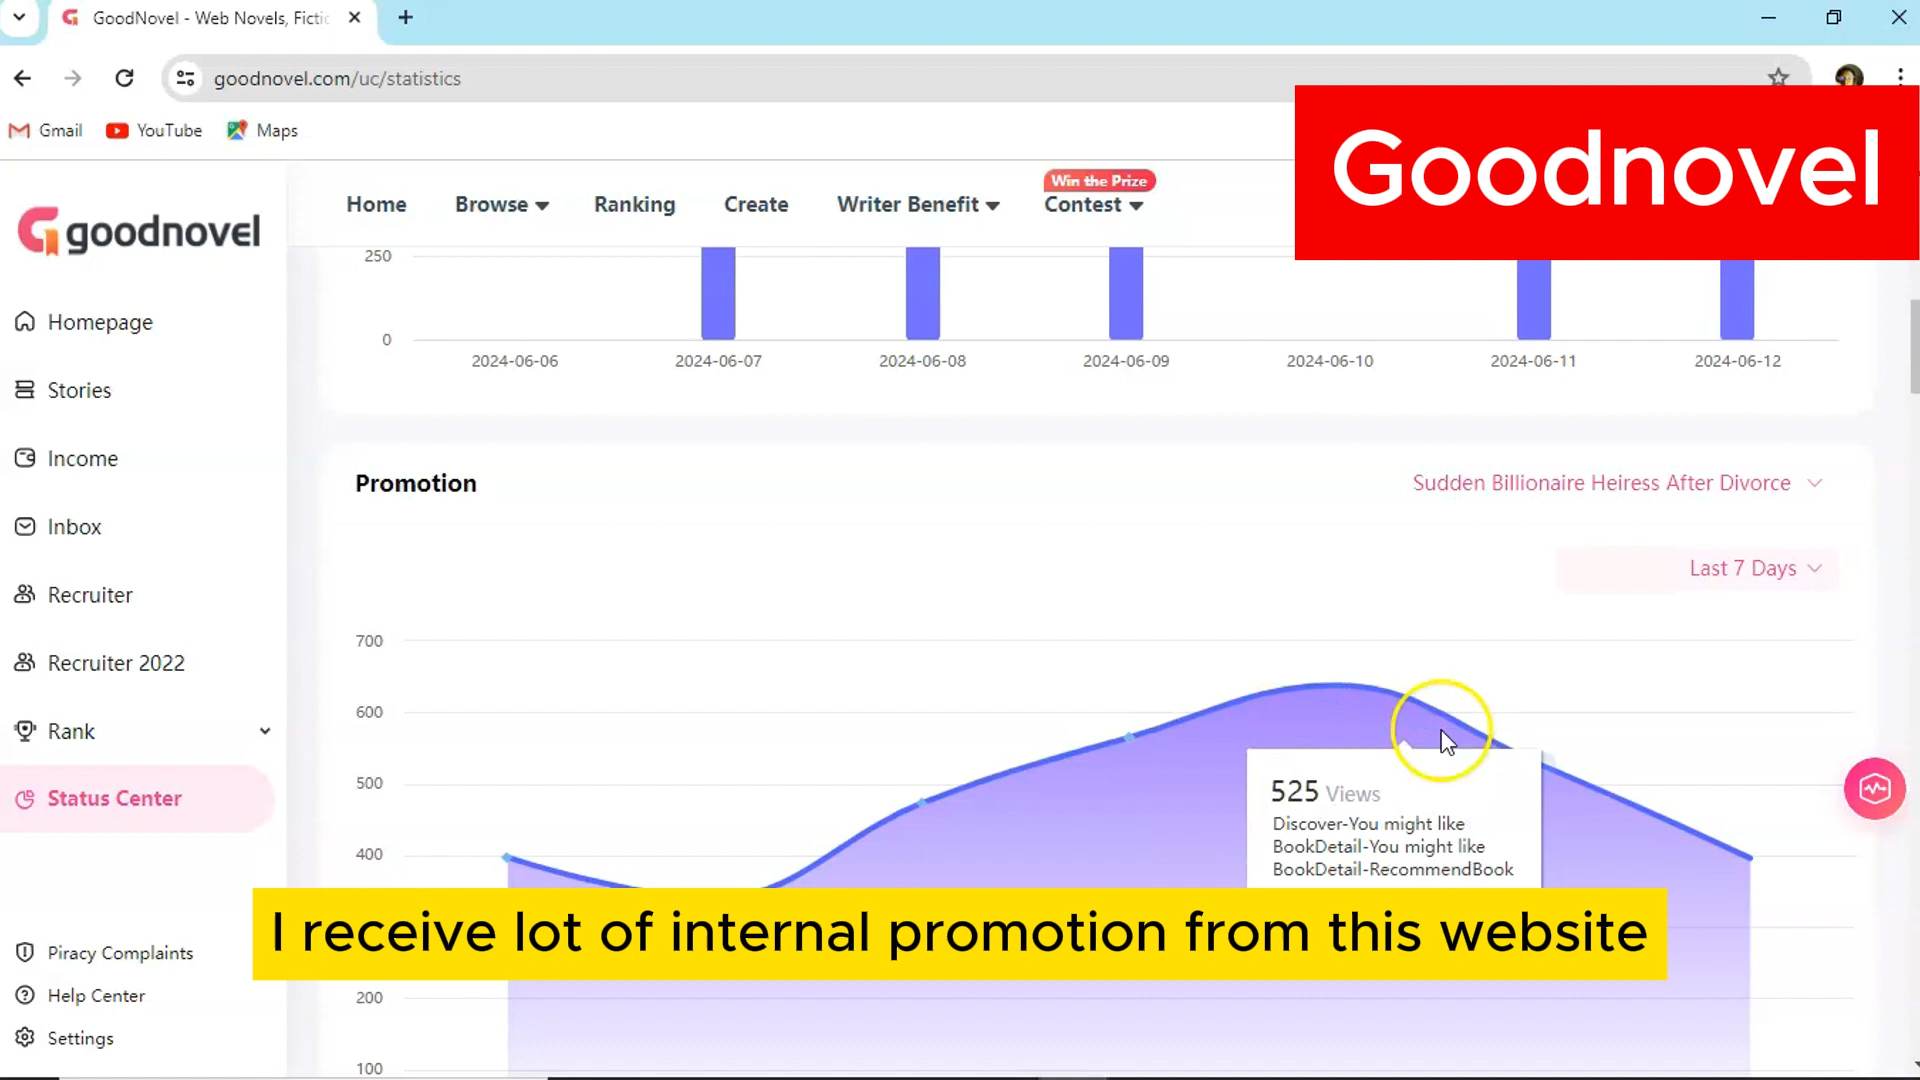 GoodNovel - Web Novels, Fictic
goodnovel.com/uc/statistics
Gmail YouTube Maps
Goodnovel
goodnovel
Home Browse Ranking Create Writer Benefit Contest
Win the Prize
Homepage
Stories
Income
Inbox
Recruiter
Recruiter 2022
Rank
Status Center
Piracy Complaints
Help Center
Settings
250
0
2024-06-06 2024-06-07 2024-06-08 2024-06-09 2024-06-10 2024-06-11 2024-06-12
Promotion
Sudden Billionaire Heiress After Divorce
Last 7 Days
700
600
500
400
200
100
525 Views
Discover-You might like
BookDetail-You might like
BookDetail-RecommendBook
I receive lot of internal promotion from this website